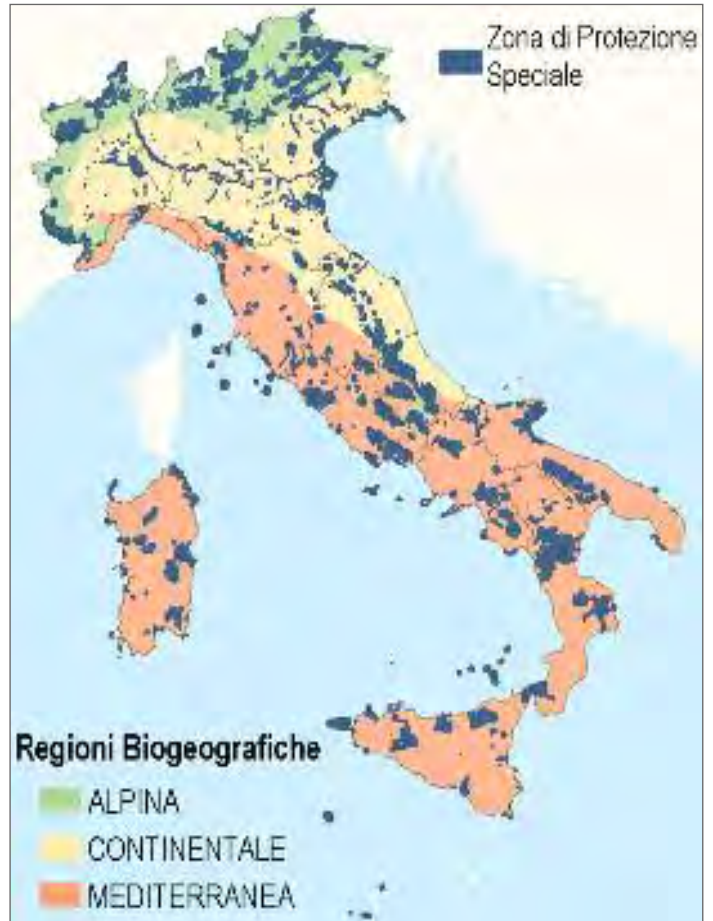 Zona di Protezione
Speciale
Regioni Biogeografiche
ALPINA
CONTINENTALE
MEDITERRANEA